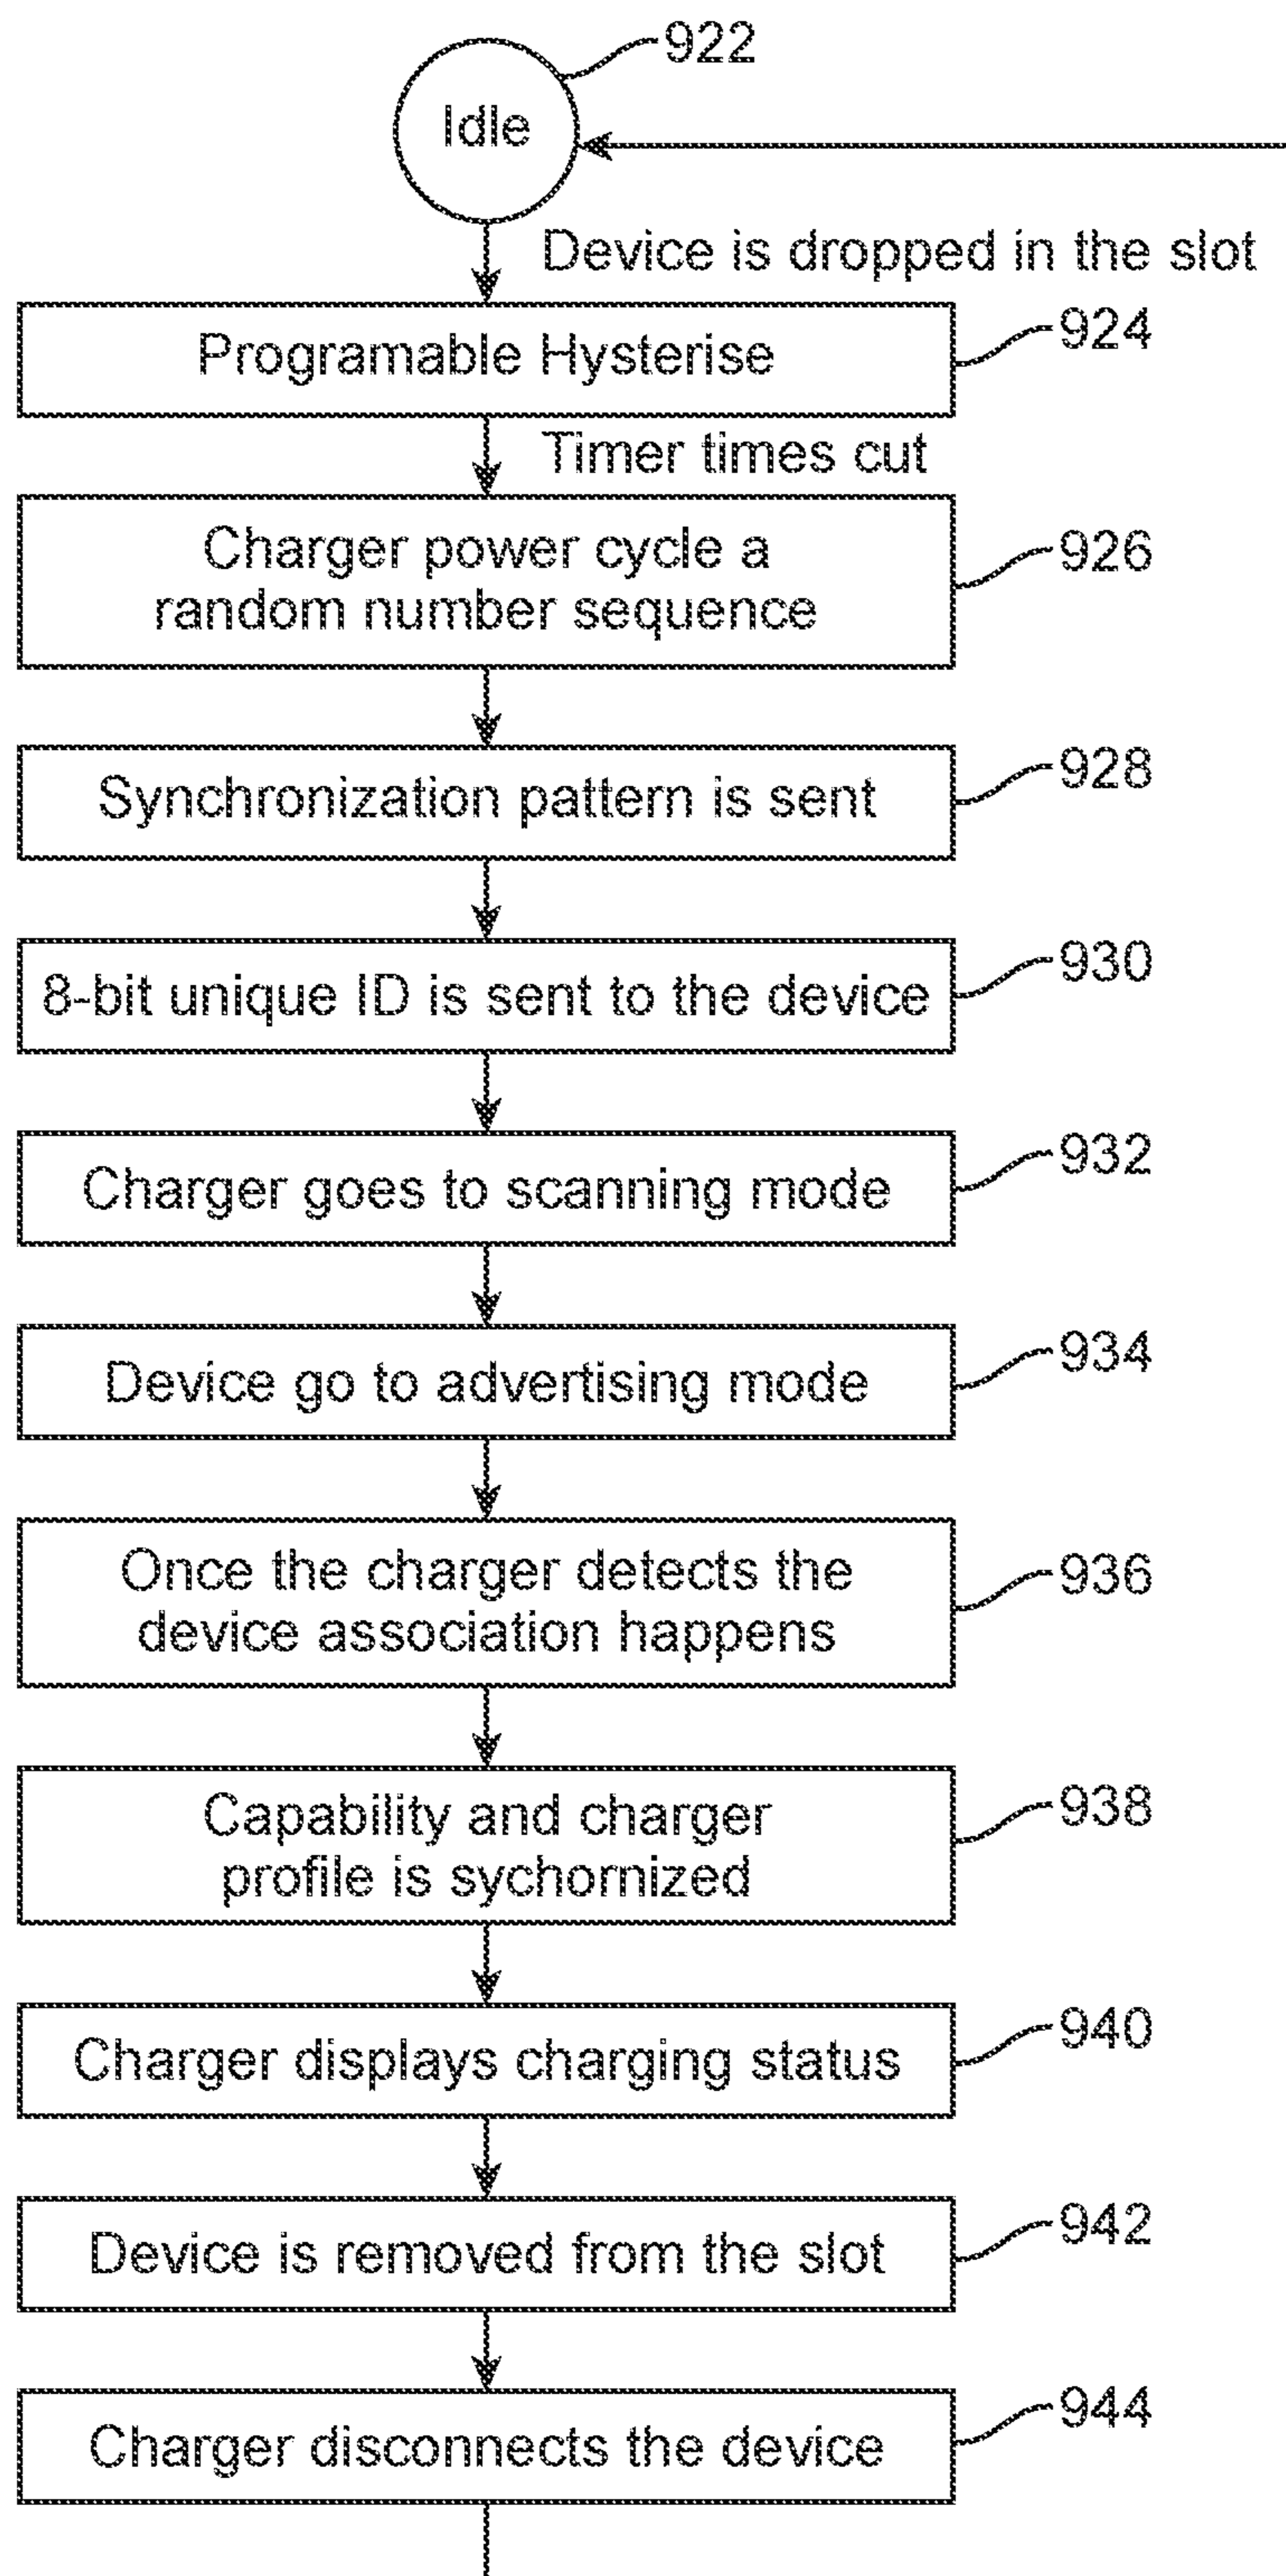 922
Idle
Device is dropped in the slot
Programable Hysterise
924
Timer times cut
Charger power cycle a
random number sequence
926
Synchronization pattern is sent
928
8-bit unique ID is sent to the device
930
Charger goes to scanning mode
932
Device go to advertising mode
934
Once the charger detects the
device association happens
936
Capability and charger
profile is sychornized
938
Charger displays charging status
940
Device is removed from the slot
942
Charger disconnects the device
944